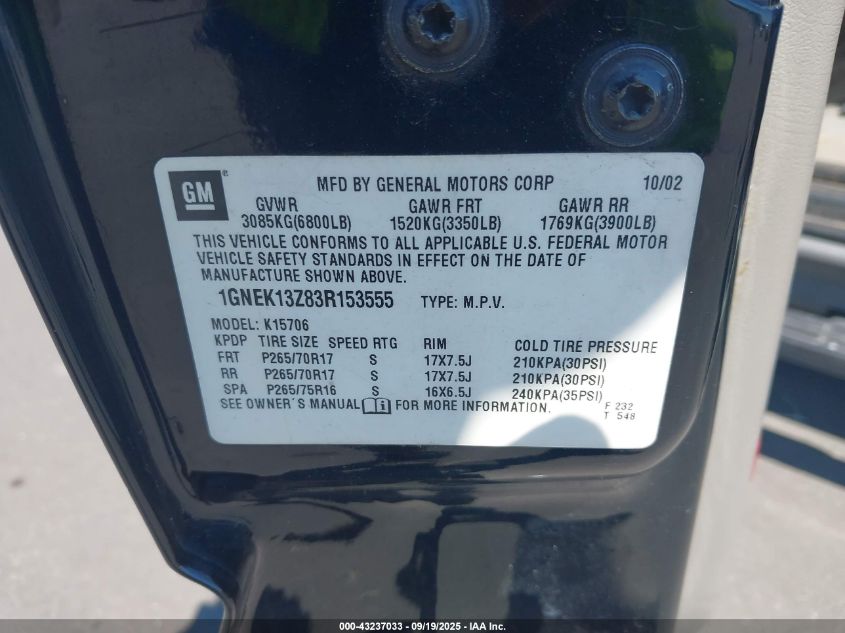 GM ®
MFD BY GENERAL MOTORS CORP 10/02
GVWR GAWR FRT GAWR RR
3085KG(6800LB) 1520KG(3350LB) 1769KG(3900LB)
THIS VEHICLE CONFORMS TO ALL APPLICABLE U.S. FEDERAL MOTOR
VEHICLE SAFETY STANDARDS IN EFFECT ON THE DATE OF
MANUFACTURE SHOWN ABOVE.
1GNEK13Z83R153555 TYPE: M.P.V.
MODEL: K15706
KPDP TIRE SIZE SPEED RTG RIM COLD TIRE PRESSURE
FRT P265/70R17 S 17X7.5J 210KPA(30PSI)
RR P265/70R17 S 17X7.5J 210KPA(30PSI)
SPA P265/75R16 S 16X6.5J 240KPA(35PSI)
SEE OWNER'S MANUAL FOR MORE INFORMATION.
F 232
T 548
000-43237033 - 09/19/2025 - IAA Inc.